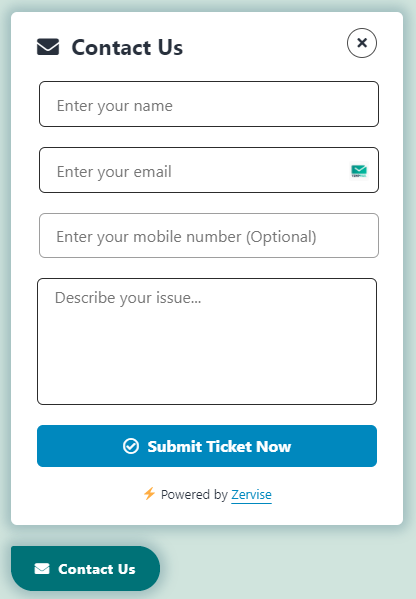 Contact Us
Enter your name
Enter your email
Enter your mobile number (Optional)
Describe your issue...
Submit Ticket Now
Powered by Zervise
Contact Us